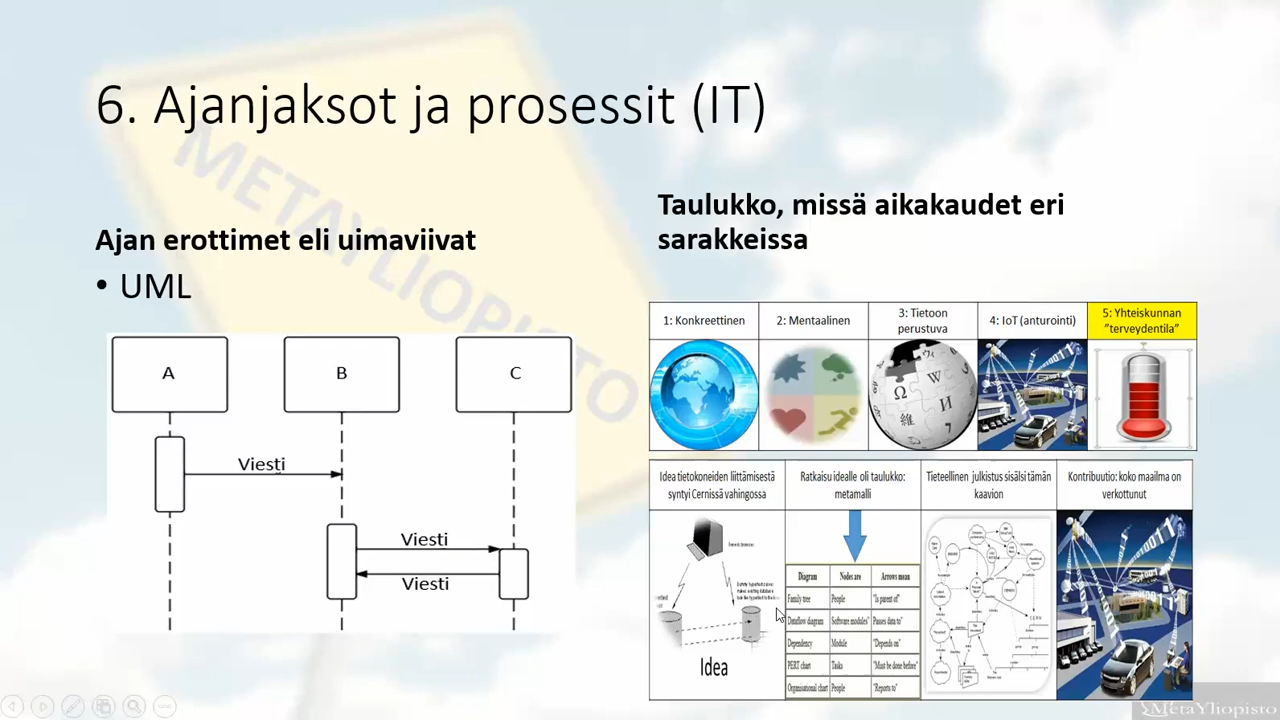 6. Ajanjaksot ja prosessit (IT)
METAYLIOPISTO
Ajan erottimet eli uimaviivat
• UML
A
B
C
Viesti
Viesti
Viesti
Taulukko, missä aikakaudet eri
sarakkeissa
1: Konkreettinen
2: Mentaalinen
3: Tietoon
perustuva
4: IoT (anturointi)
5: Yhteiskunnan
”terveydentila”
Idea tietokoneiden liittämisestä
syntyi Cernissä vahingossa
Ratkaisu idealle oli taulukko:
metamalli
Tieteellinen julkistus sisälsi tämän
kaavion
Kontribuutio: koko maailma on
verkottunut
Idea
Diagram
Nodes are
Arrows mean
Family tree
People
"Is parent of"
Dataflow diagram
Software modules'
"Passes data to"
Dependency
Module
"Depends on"
PERT chart
Tasks
"Must be done before"
Organisational chart
People
"Reports to"
MetaYliopisto